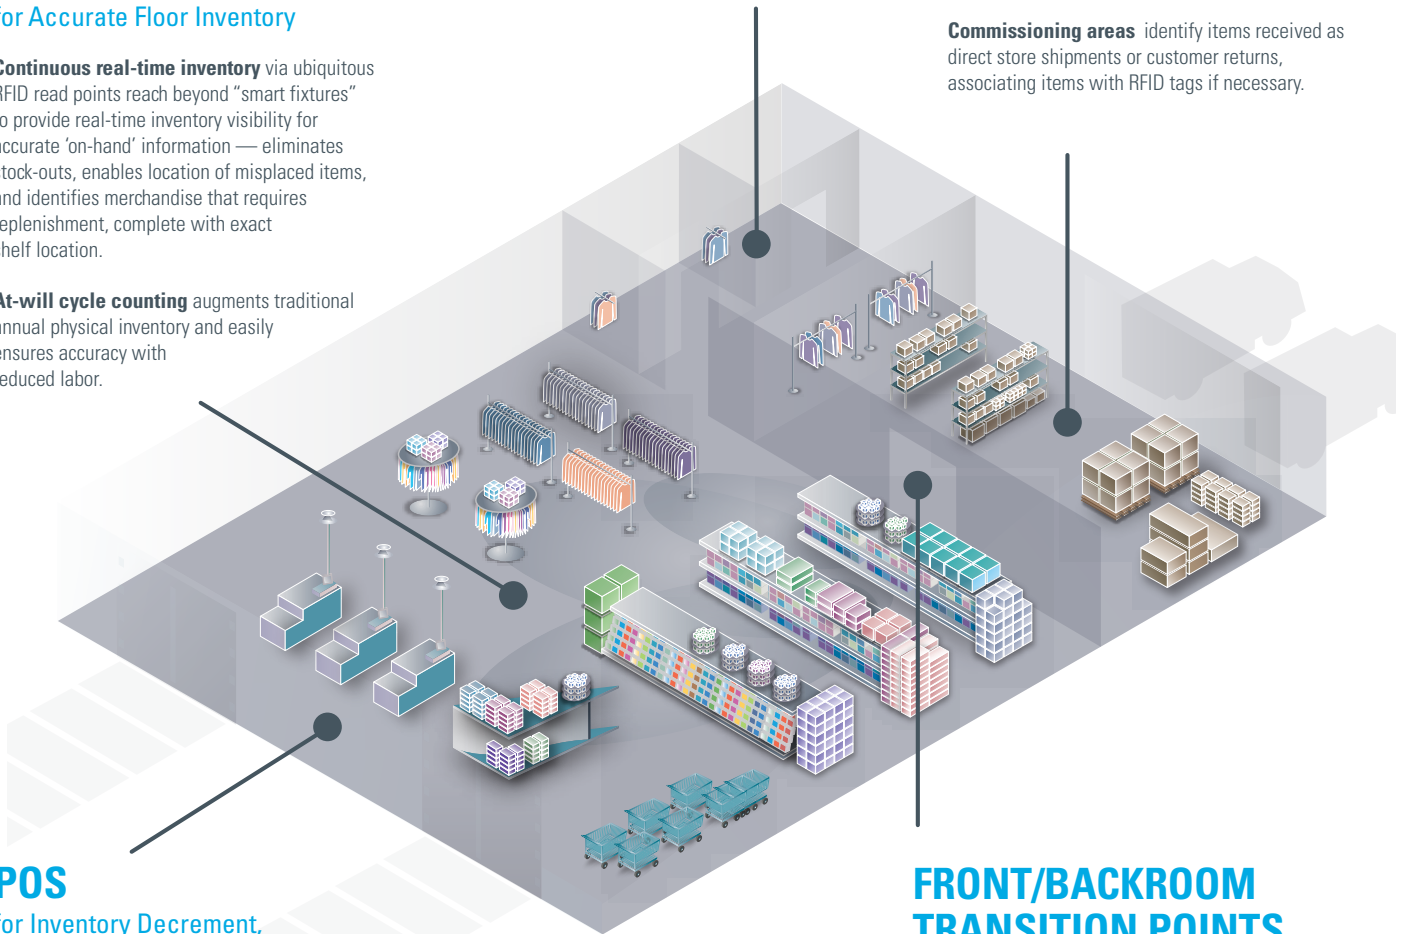 for Accurate Floor Inventory
Continuous real-time inventory via ubiquitous
RFID read points reach beyond “smart fixtures”
to provide real-time inventory visibility for
accurate ‘on-hand’ information — eliminates
stock-outs, enables location of misplaced items,
and identifies merchandise that requires
replenishment, complete with exact
shelf location.
At-will cycle counting augments traditional
annual physical inventory and easily
ensures accuracy with
reduced labor.
Commissioning areas identify items received as
direct store shipments or customer returns,
associating items with RFID tags if necessary.
POS
for Inventory Decrement,
FRONT/BACKROOM
TRANSITION POINTS